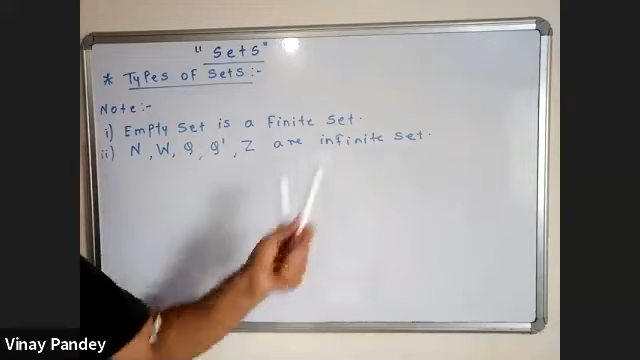 " Sets "
* Types of Sets :-
Note :-
i) Empty Set is a Finite Set.
ii) N, W, Q, Q', Z are infinite Set.
Vinay Pandey